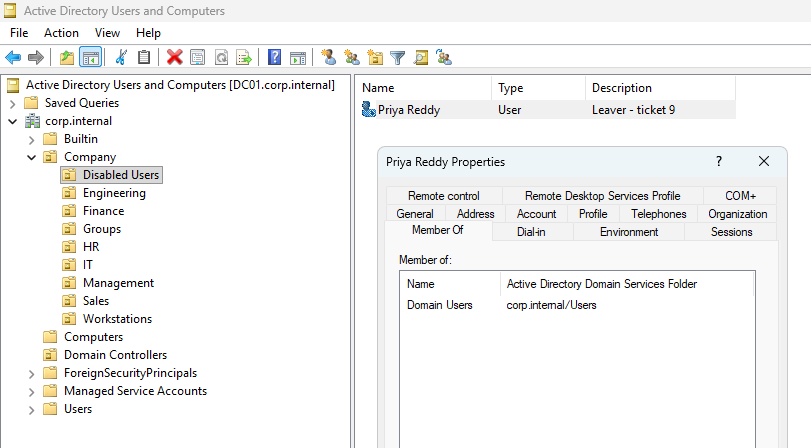 Active Directory Users and Computers
File Action View Help
Active Directory Users and Computers [DC01.corp.internal]
Saved Queries
corp.internal
Builtin
Company
Disabled Users
Engineering
Finance
Groups
HR
IT
Management
Sales
Workstations
Computers
Domain Controllers
ForeignSecurityPrincipals
Managed Service Accounts
Users
Name Type Description
Priya Reddy User Leaver - ticket 9
Priya Reddy Properties ?
Remote control Remote Desktop Services Profile COM+
General Address Account Profile Telephones Organization
Member Of Dial-in Environment Sessions
Member of:
Name Active Directory Domain Services Folder
Domain Users corp.internal/Users